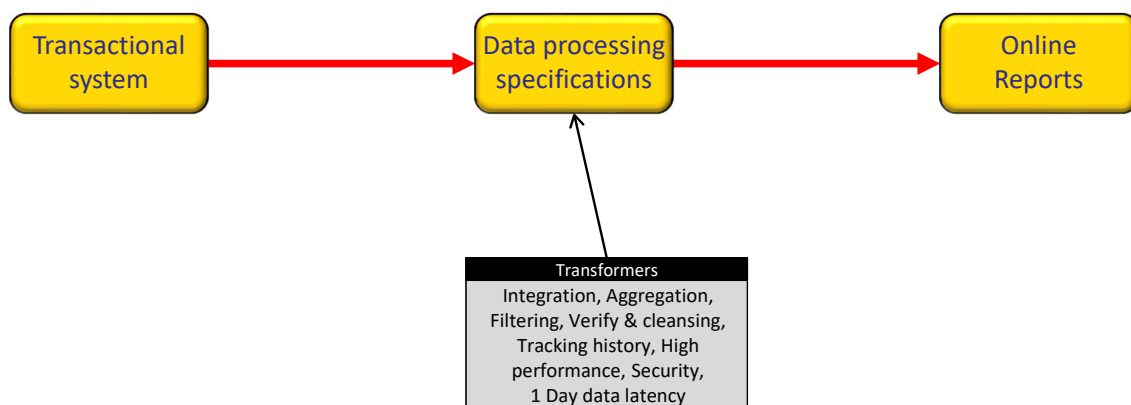 Transactional
system
Data processing
specifications
Online
Reports
Transformers
Integration, Aggregation,
Filtering, Verify & cleansing,
Tracking history, High
performance, Security,
1 Day data latency